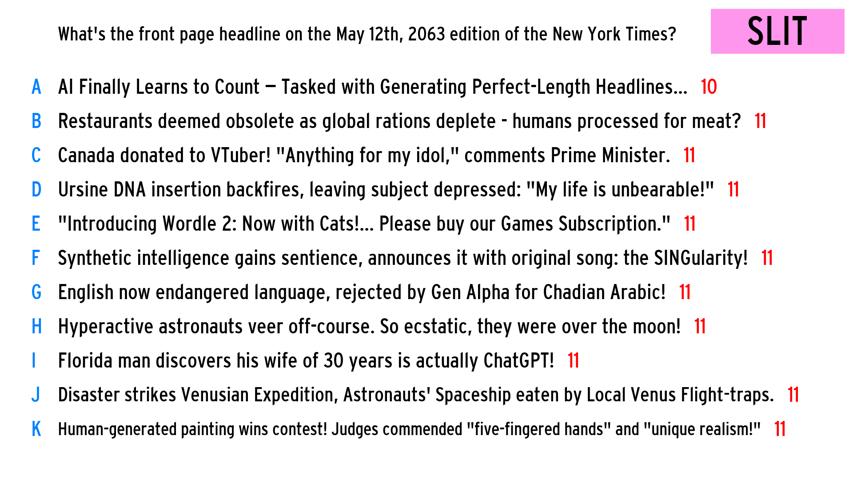 What's the front page headline on the May 12th, 2063 edition of the New York Times? SLIT
A AI Finally Learns to Count – Tasked with Generating Perfect-Length Headlines... 10
B Restaurants deemed obsolete as global rations deplete - humans processed for meat? 11
C Canada donated to VTuber! "Anything for my idol," comments Prime Minister. 11
D Ursine DNA insertion backfires, leaving subject depressed: "My life is unbearable!" 11
E "Introducing Wordle 2: Now with Cats!... Please buy our Games Subscription." 11
F Synthetic intelligence gains sentience, announces it with original song: the SINGularity! 11
G English now endangered language, rejected by Gen Alpha for Chadian Arabic! 11
H Hyperactive astronauts veer off-course. So ecstatic, they were over the moon! 11
I Florida man discovers his wife of 30 years is actually ChatGPT! 11
J Disaster strikes Venusian Expedition, Astronauts' Spaceship eaten by Local Venus Flight-traps. 11
K Human-generated painting wins contest! Judges commended "five-fingered hands" and "unique realism!" 11